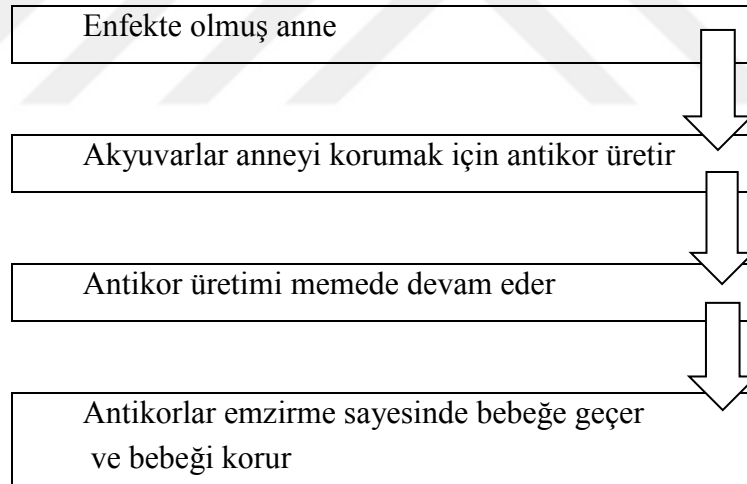 Enfekte olmuş anne
Akyuvarlar anneyi korumak için antikor üretir
Antikor üretimi memede devam eder
Antikorlar emzirme sayesinde bebeğe geçer
ve bebeği korur